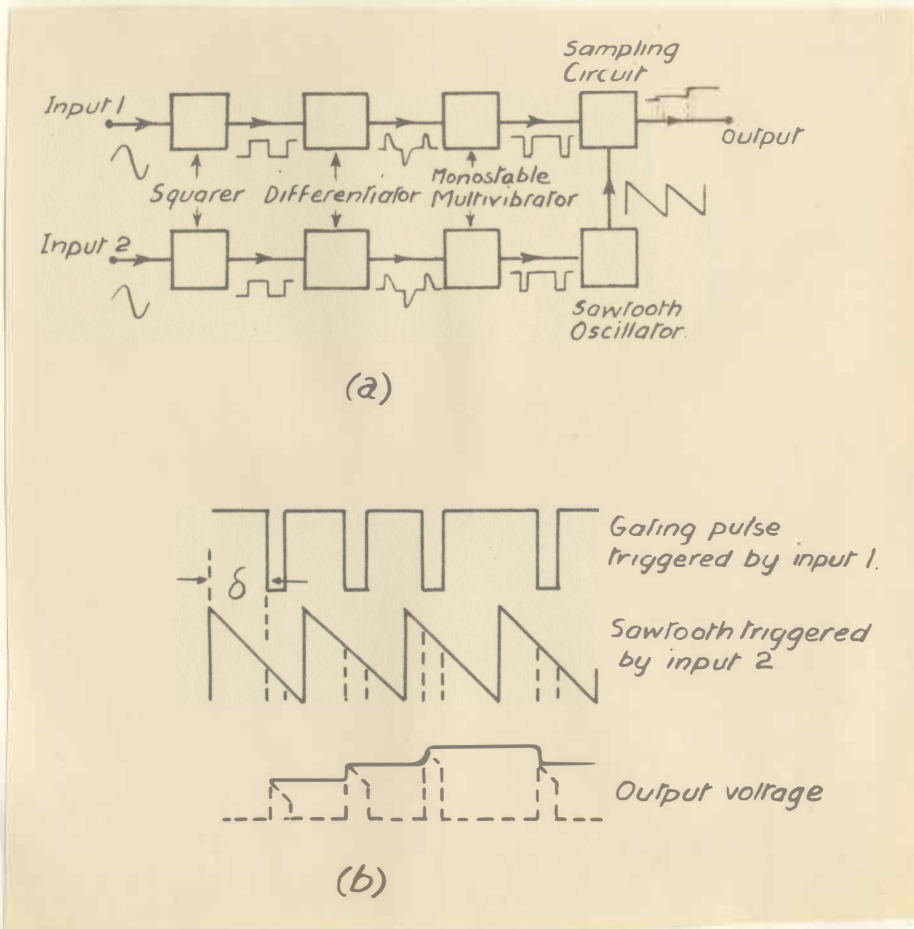 Sampling
Circuit
Input 1
Output
Squarer
Differentiator
Monostable
Multivibrator
Input 2
Sawtooth
Oscillator.
(a)
Gating pulse
triggered by input 1.
δ
Sawtooth triggered
by input 2
Output voltage
(b)